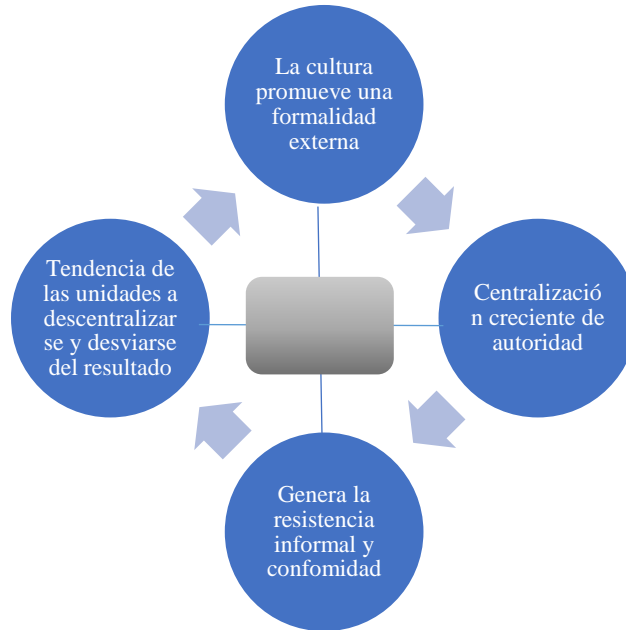 La cultura
promueve una
formalidad
externa
Centralizació
n creciente de
autoridad
Genera la
resistencia
informal y
confomidad
Tendencia de
las unidades a
descentralizar
se y desviarse
del resultado